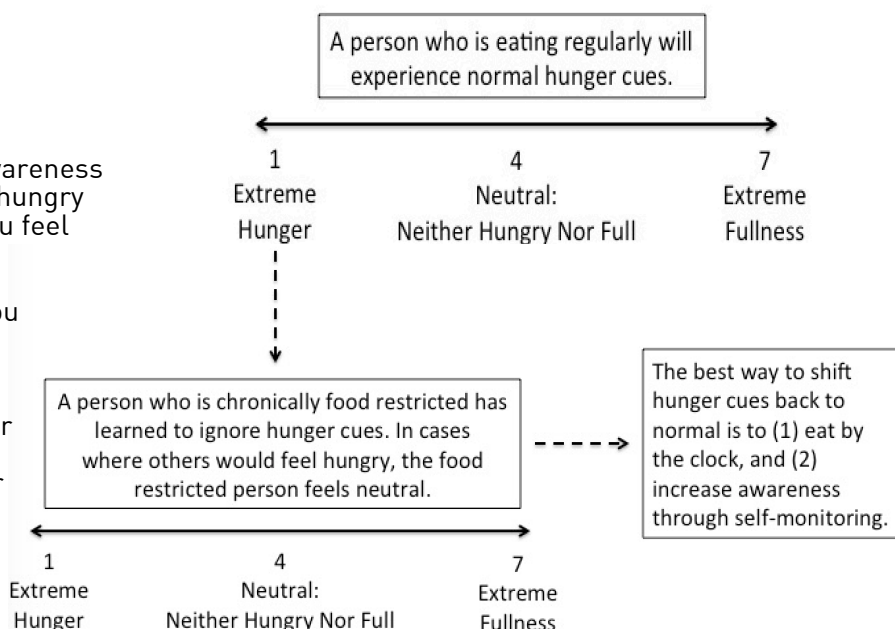 A person who is eating regularly will
experience normal hunger cues.
1
Extreme
Hunger
4
Neutral:
Neither Hungry Nor Full
7
Extreme
Fullness
hungry
u feel
A person who is chronically food restricted has
learned to ignore hunger cues. In cases
where others would feel hungry, the food
restricted person feels neutral.
The best way to shift
hunger cues back to
normal is to (1) eat by
the clock, and (2)
increase awareness
through self-monitoring.
1
Extreme
Hunger
4
Neutral:
Neither Hungry Nor Full
7
Extreme
Fullness